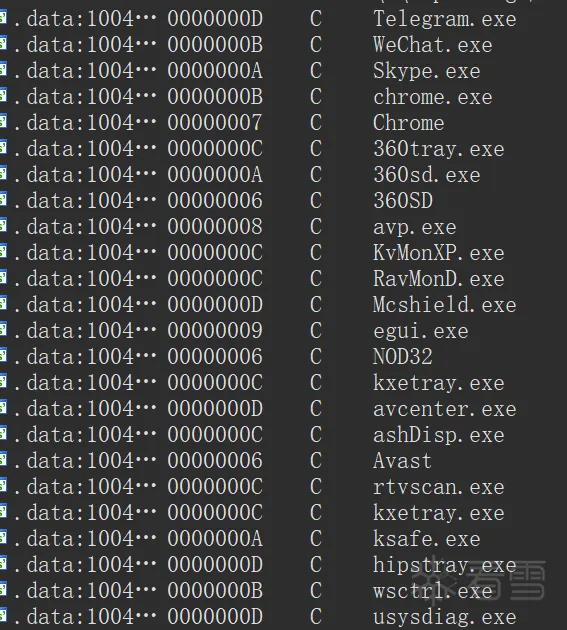 .data:1004… 0000000D C Telegram.exe
.data:1004… 0000000B C WeChat.exe
.data:1004… 0000000A C Skype.exe
.data:1004… 0000000B C chrome.exe
.data:1004… 00000007 C Chrome
.data:1004… 0000000C C 360tray.exe
.data:1004… 0000000A C 360sd.exe
.data:1004… 00000006 C 360SD
.data:1004… 00000008 C avp.exe
.data:1004… 0000000C C KvMonXP.exe
.data:1004… 0000000C C RavMonD.exe
.data:1004… 0000000D C Mcshield.exe
.data:1004… 00000009 C egui.exe
.data:1004… 00000006 C NOD32
.data:1004… 0000000C C kxetray.exe
.data:1004… 0000000D C avcenter.exe
.data:1004… 0000000C C ashDisp.exe
.data:1004… 00000006 C Avast
.data:1004… 0000000C C rtvscan.exe
.data:1004… 0000000C C kxetray.exe
.data:1004… 0000000A C ksafe.exe
.data:1004… 0000000D C hipstray.exe
.data:1004… 0000000B C wsctrl.exe
.data:1004… 0000000D C usysdiag.exe
看雪